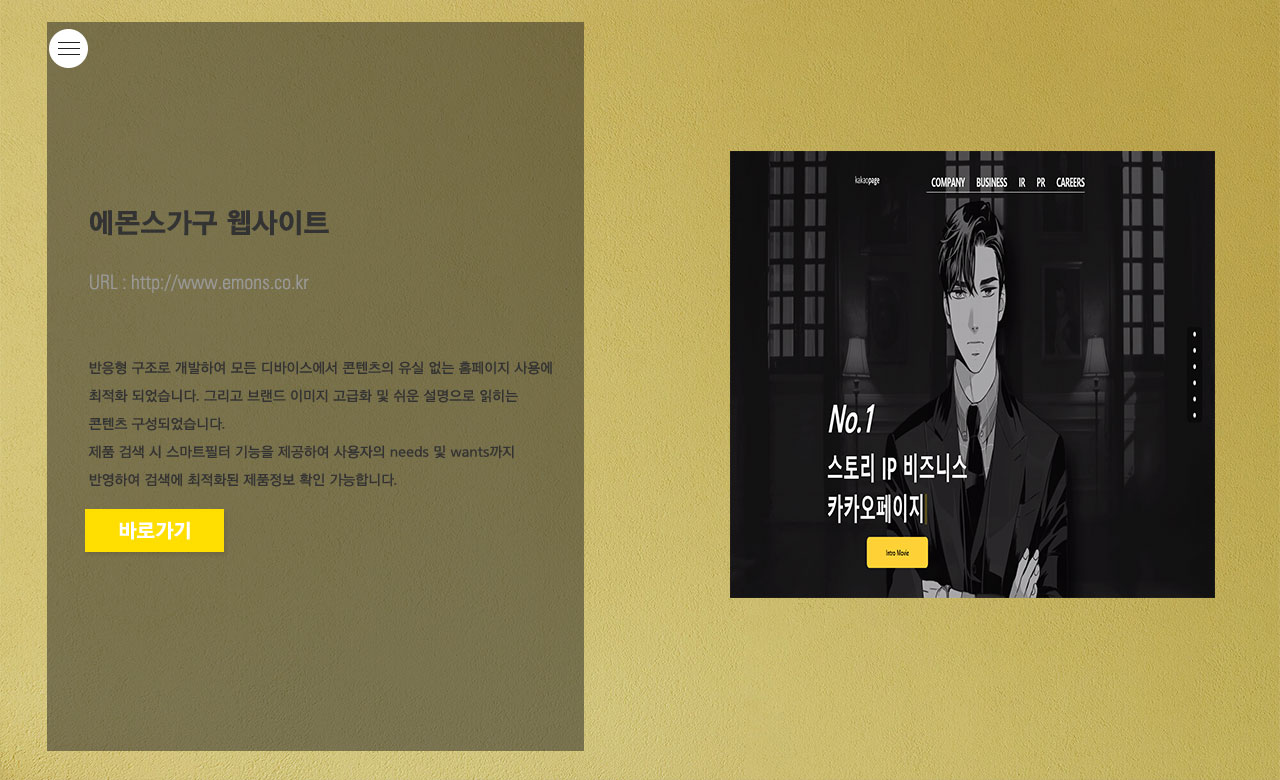 에몬스가구 웹사이트
URL : http://www.emons.co.kr
반응형 구조로 개발하여 모든 디바이스에서 콘텐츠의 유실 없는 홈페이지 사용에
최적화 되었습니다. 그리고 브랜드 이미지 고급화 및 쉬운 설명으로 읽히는
콘텐츠 구성되었습니다.
제품 검색 시 스마트필터 기능을 제공하여 사용자의 needs 및 wants까지
반영하여 검색에 최적화된 제품정보 확인 가능합니다.
바로가기
kakaopage COMPANY BUSINESS IR PR CAREERS
No.1
스토리 IP 비즈니스
카카오페이지
Intro Movie